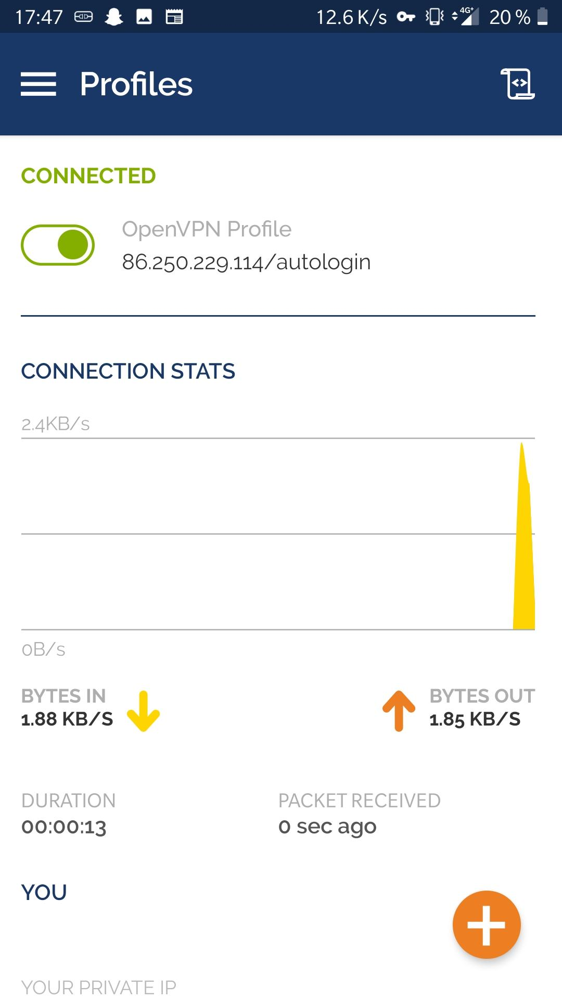 17:47 12.6 K/s 4G+ 20 %
Profiles
CONNECTED
OpenVPN Profile
86.250.229.114/autologin
CONNECTION STATS
2.4KB/s
0B/s
BYTES IN BYTES OUT
1.88 KB/S 1.85 KB/S
DURATION PACKET RECEIVED
00:00:13 0 sec ago
YOU
YOUR PRIVATE IP